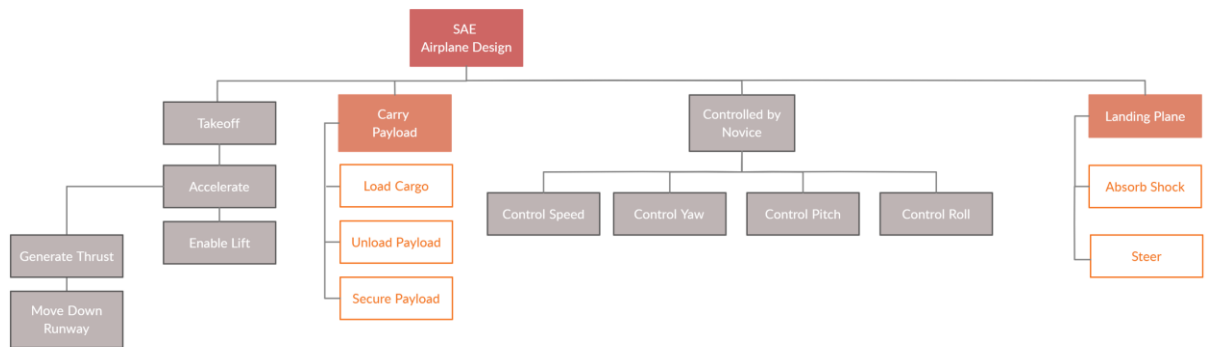 SAE
Airplane Design
Takeoff
Carry
Payload
Controlled by
Novice
Landing Plane
Accelerate
Load Cargo
Absorb Shock
Control Speed
Control Yaw
Control Pitch
Control Roll
Enable Lift
Unload Payload
Generate Thrust
Steer
Secure Payload
Move Down
Runway